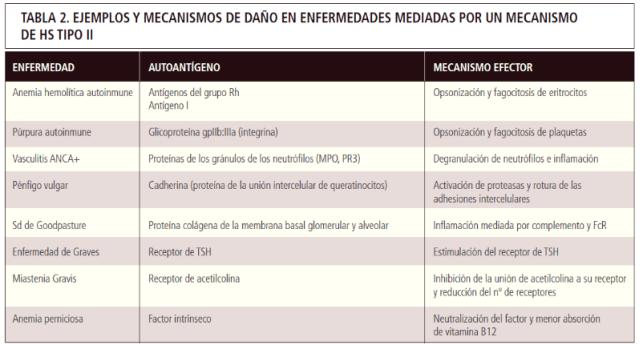 TABLA 2. EJEMPLOS Y MECANISMOS DE DAÑO EN ENFERMEDADES MEDIADAS POR UN MECANISMO
DE HS TIPO II
ENFERMEDAD AUTOANTÍGENO MECANISMO EFECTOR
Anemia hemolítica autoinmune Antígenos del grupo Rh Opsonización y fagocitosis de eritrocitos
Antígeno I
Púrpura autoinmune Glicoproteína gpIIb:IIIa (integrina) Opsonización y fagocitosis de plaquetas
Vasculitis ANCA+ Proteínas de los gránulos de los neutrófilos (MPO, PR3) Degranulación de neutrófilos e inflamación
Pénfigo vulgar Cadherina (proteína de la unión intercelular de queratinocitos) Activación de proteasas y rotura de las
adhesiones intercelulares
Sd de Goodpasture Proteína colágena de la membrana basal glomerular y alveolar Inflamación mediada por complemento y FcR
Enfermedad de Graves Receptor de TSH Estimulación del receptor de TSH
Miastenia Gravis Receptor de acetilcolina Inhibición de la unión de acetilcolina a su receptor
y reducción del nº de receptores
Anemia perniciosa Factor intrínseco Neutralización del factor y menor absorción
de vitamina B12